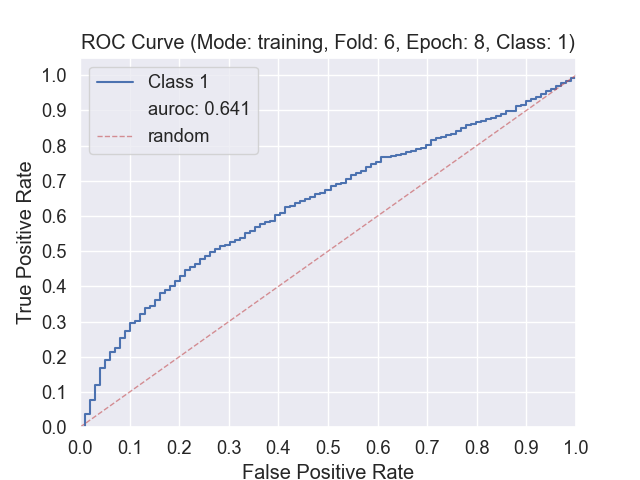 ROC Curve (Mode: training, Fold: 6, Epoch: 8, Class: 1)
Class 1
auroc: 0.641
random
1.0
0.9
0.8
0.7
0.6
0.5
0.4
0.3
0.2
0.1
0.0
True Positive Rate
0.0 0.1 0.2 0.3 0.4 0.5 0.6 0.7 0.8 0.9 1.0
False Positive Rate